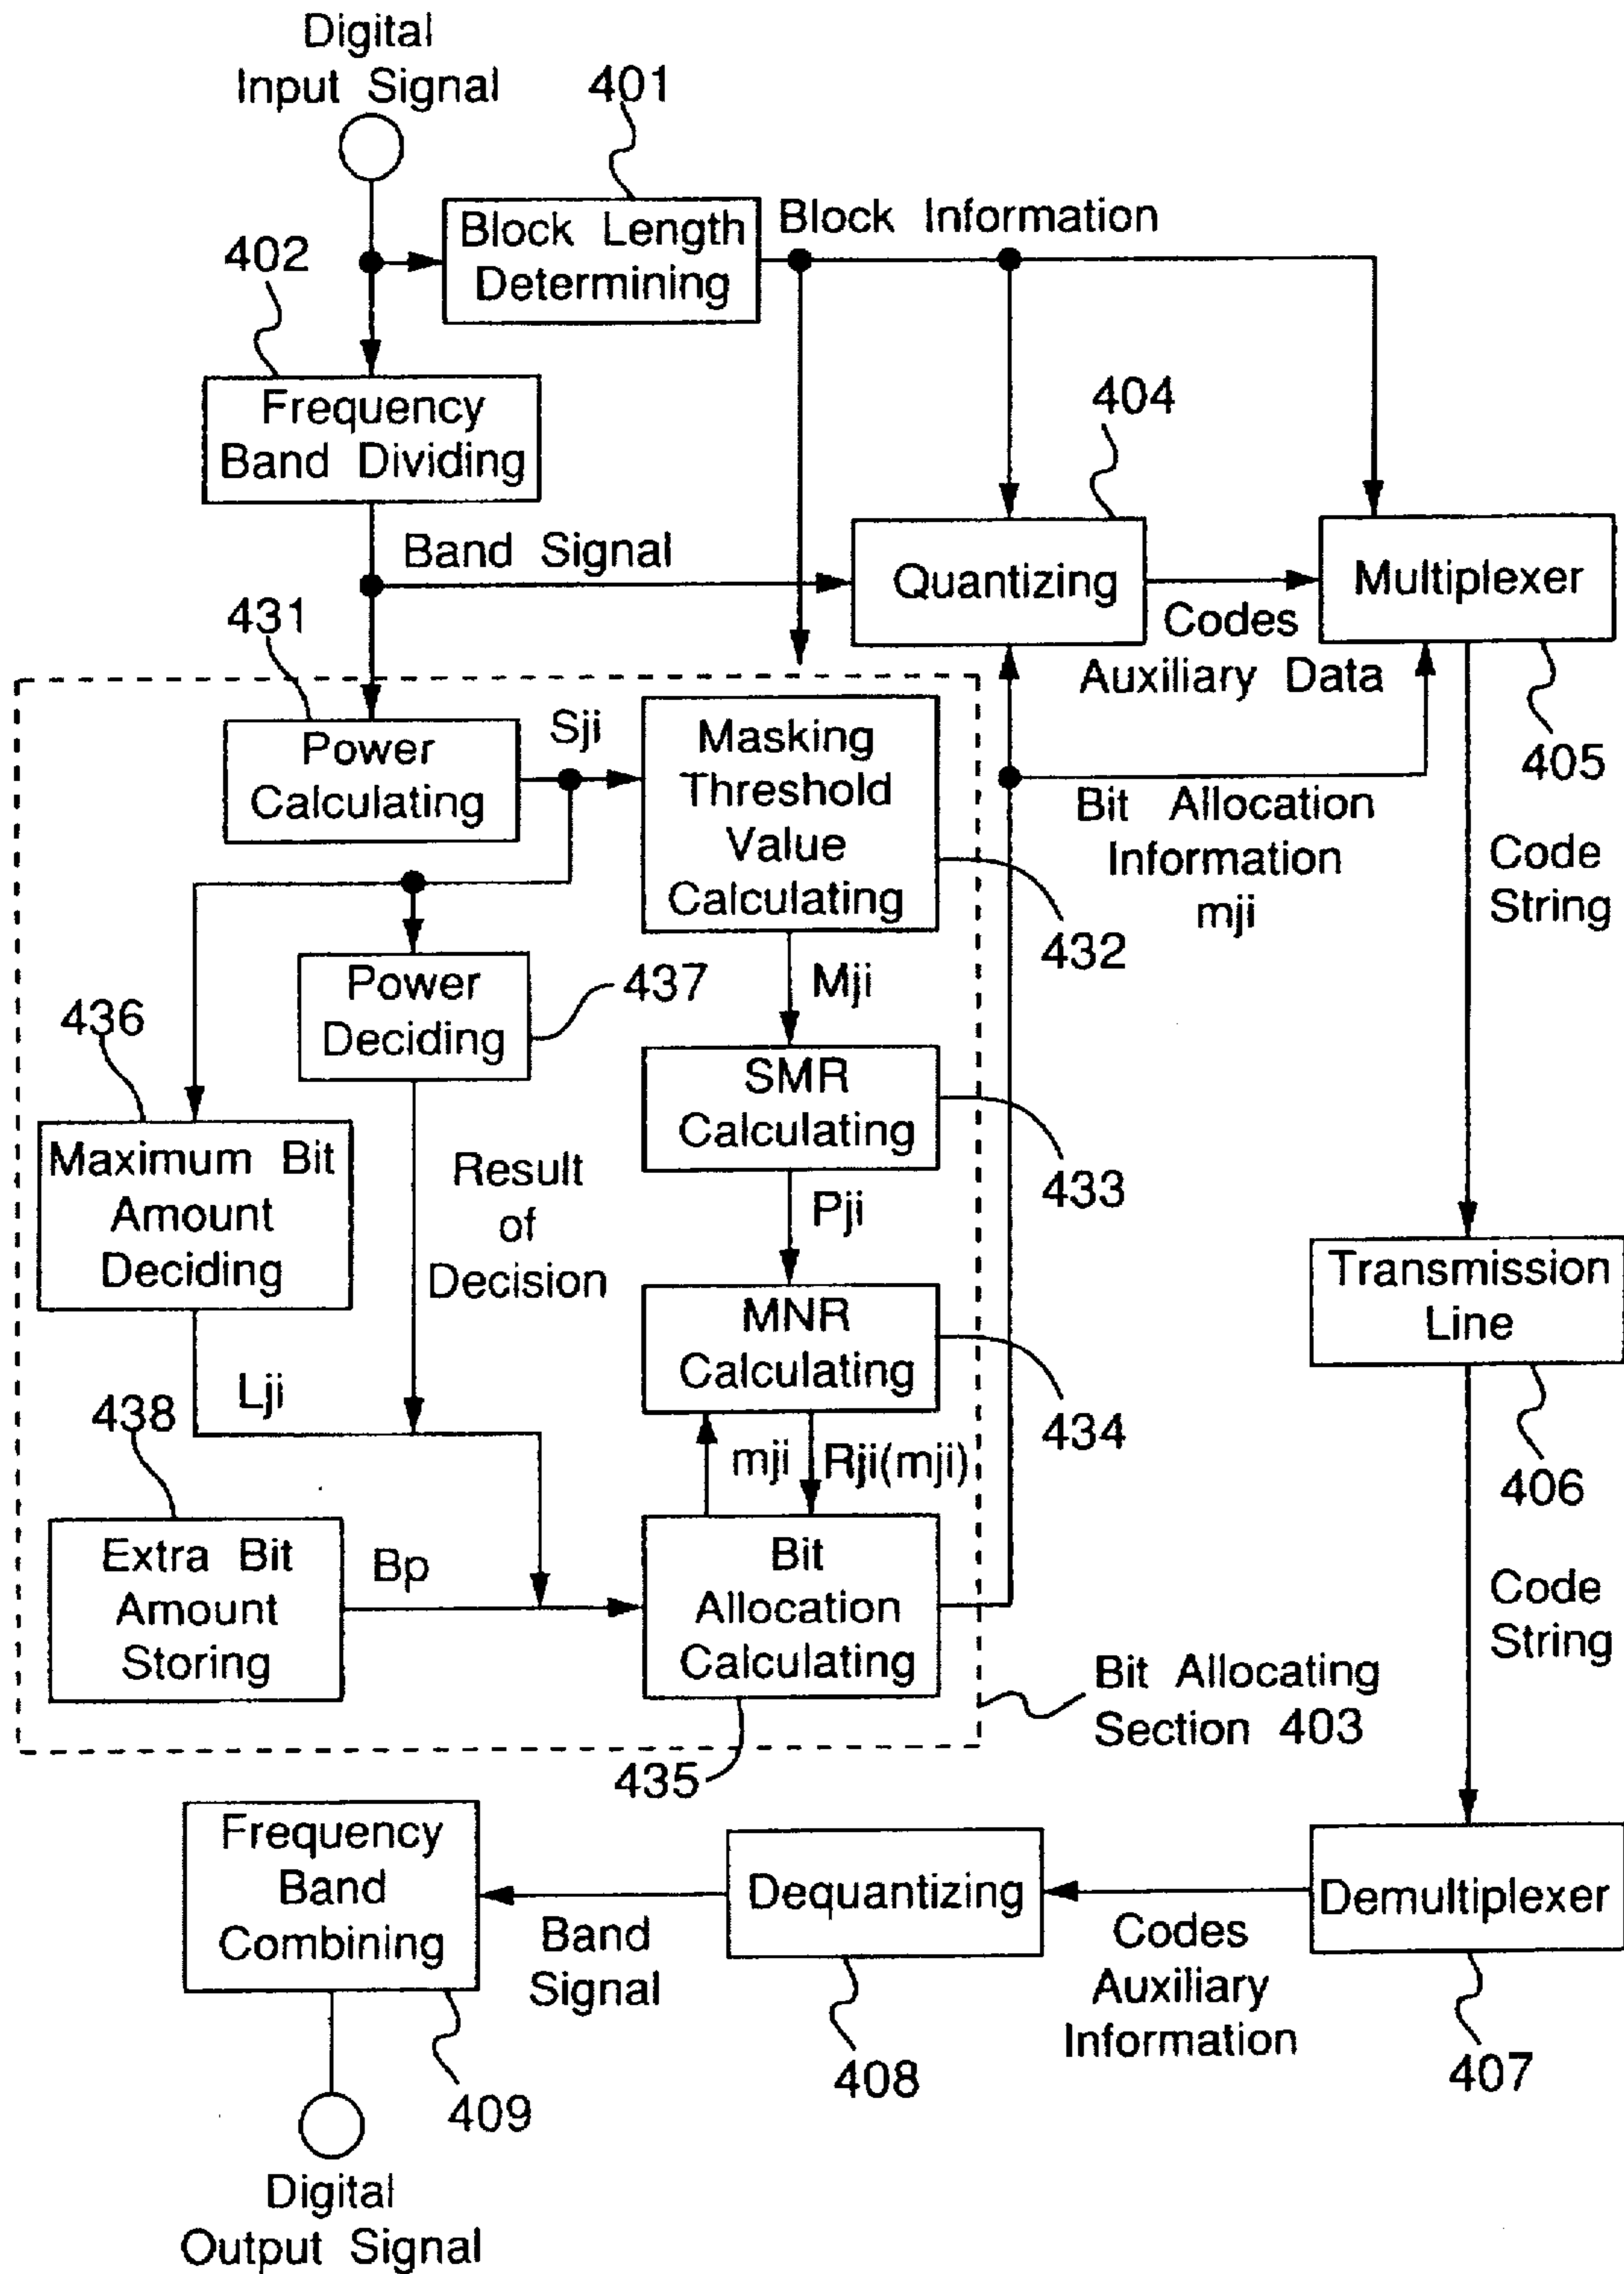 Digital
Input Signal
401
Block Length
Determining
Block Information
402
Frequency
Band Dividing
404
Band Signal
Quantizing
Multiplexer
Codes
Auxiliary Data
405
431
Power
Calculating
Sji
Masking
Threshold
Value
Calculating
432
Bit Allocation
Information
mji
Code
String
Power
Deciding
437
Mji
436
Maximum Bit
Amount
Deciding
Result
of
Decision
SMR
Calculating
433
Pji
Transmission
Line
406
MNR
Calculating
434
Lji
438
mji
Rji(mji)
Extra Bit
Amount
Storing
Bp
Bit
Allocation
Calculating
435
Code
String
Bit Allocating
Section 403
Frequency
Band
Combining
409
Band
Signal
Dequantizing
408
Codes
Auxiliary
Information
Demultiplexer
407
Digital
Output Signal